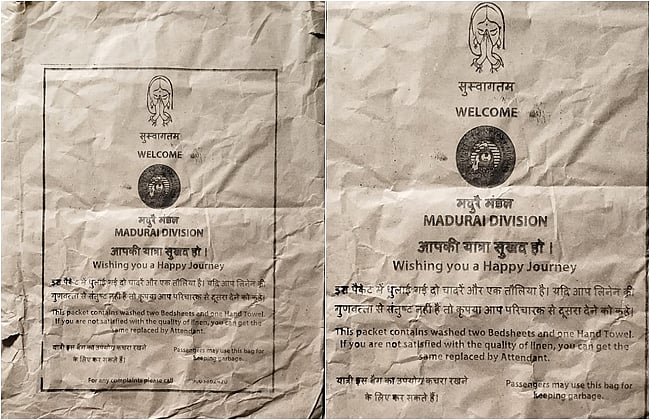 सुस्वागतम
WELCOME
मदुरै मंडल
MADURAI DIVISION
आपकी यात्रा सुखद हो ।
Wishing you a Happy Journey
इस पैकेट में धुलाई गई दो चादरें और एक तौलिया है। यदि आप लिनेन की
गुणवत्ता से संतुष्ट नहीं हैं तो कृपया आप परिचारक से दूसरा देने को कहें।
This packet contains washed two Bedsheets and one Hand Towel.
If you are not satisfied with the quality of linen, you can get the
same replaced by Attendant.
यात्री इस बैग का उपयोग कचरा रखने
के लिए कर सकते हैं।
Passengers may use this bag for
keeping garbage.
For any complaints please call
सुस्वागतम
WELCOME
मदुरै मंडल
MADURAI DIVISION
आपकी यात्रा सुखद हो ।
Wishing you a Happy Journey
इस पैकेट में धुलाई गई दो चादरें और एक तौलिया है। यदि आप लिनेन की
गुणवत्ता से संतुष्ट नहीं हैं तो कृपया आप परिचारक से दूसरा देने को कहें।
This packet contains washed two Bedsheets and one Hand Towel.
If you are not satisfied with the quality of linen, you can get the
same replaced by Attendant.
यात्री इस बैग का उपयोग कचरा रखने
के लिए कर सकते हैं।
Passengers may use this bag for
keeping garbage.